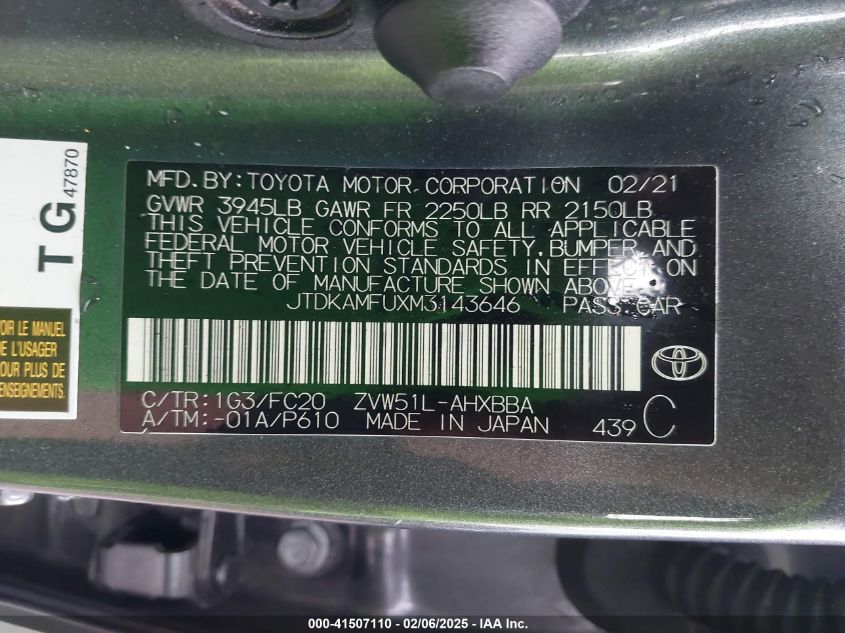 MFD. BY: TOYOTA MOTOR CORPORATION 02/21
GVWR 3945LB GAWR FR 2250LB RR 2150LB
THIS VEHICLE CONFORMS TO ALL APPLICABLE
FEDERAL MOTOR VEHICLE SAFETY, BUMPER, AND
THEFT PREVENTION STANDARDS IN EFFECT ON
THE DATE OF MANUFACTURE SHOWN ABOVE.
JTDKAMFUXM3143646 PASS. CAR
C/TR: 1G3/FC20 ZVW51L-AHXBBA
A/TM: -01A/P610 MADE IN JAPAN 439 C
TG 47870
OIR LE MANUEL
E L'USAGER
OUR PLUS DE
ENSEIGNEMENTS.
000-41507110 - 02/06/2025 - IAA Inc.